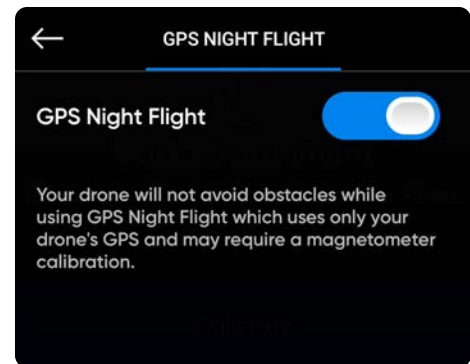 GPS NIGHT FLIGHT
GPS Night Flight
Your drone will not avoid obstacles while
using GPS Night Flight which uses only your
drone's GPS and may require a magnetometer
calibration.